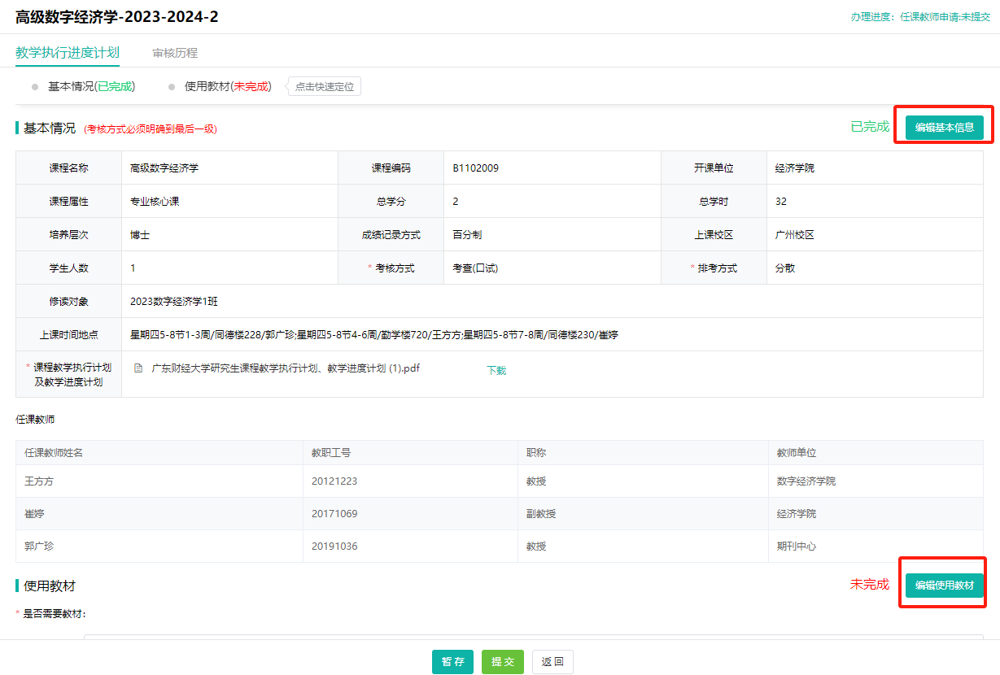 高级数字经济学-2023-2024-2
办理进度：任课教师申请:未提交
教学执行进度计划 审核历程
基本情况(已完成) 使用教材(未完成) 点击快速定位
基本情况 (考核方式必须明确到最后一级) 已完成 编辑基本信息
课程名称 高级数字经济学 课程编码 B1102009 开课单位 经济学院
课程属性 专业核心课 总学分 2 总学时 32
培养层次 博士 成绩记录方式 百分制 上课校区 广州校区
学生人数 1 * 考核方式 考查(口试) * 排考方式 分散
修读对象 2023数字经济学1班
上课时间地点 星期四5-8节1-3周/同德楼228/郭广珍;星期四5-8节4-6周/勤学楼720/王方方;星期四5-8节7-8周/同德楼230/崔婷
* 课程教学执行计划
及教学进度计划
广东财经大学研究生课程教学执行计划、教学进度计划 (1).pdf 下载
任课教师
任课教师姓名 教职工号 职称 教师单位
王方方 20121223 教授 数字经济学院
崔婷 20171069 副教授 经济学院
郭广珍 20191036 教授 期刊中心
使用教材 未完成 编辑使用教材
* 是否需要教材:
暂存 提交 返回